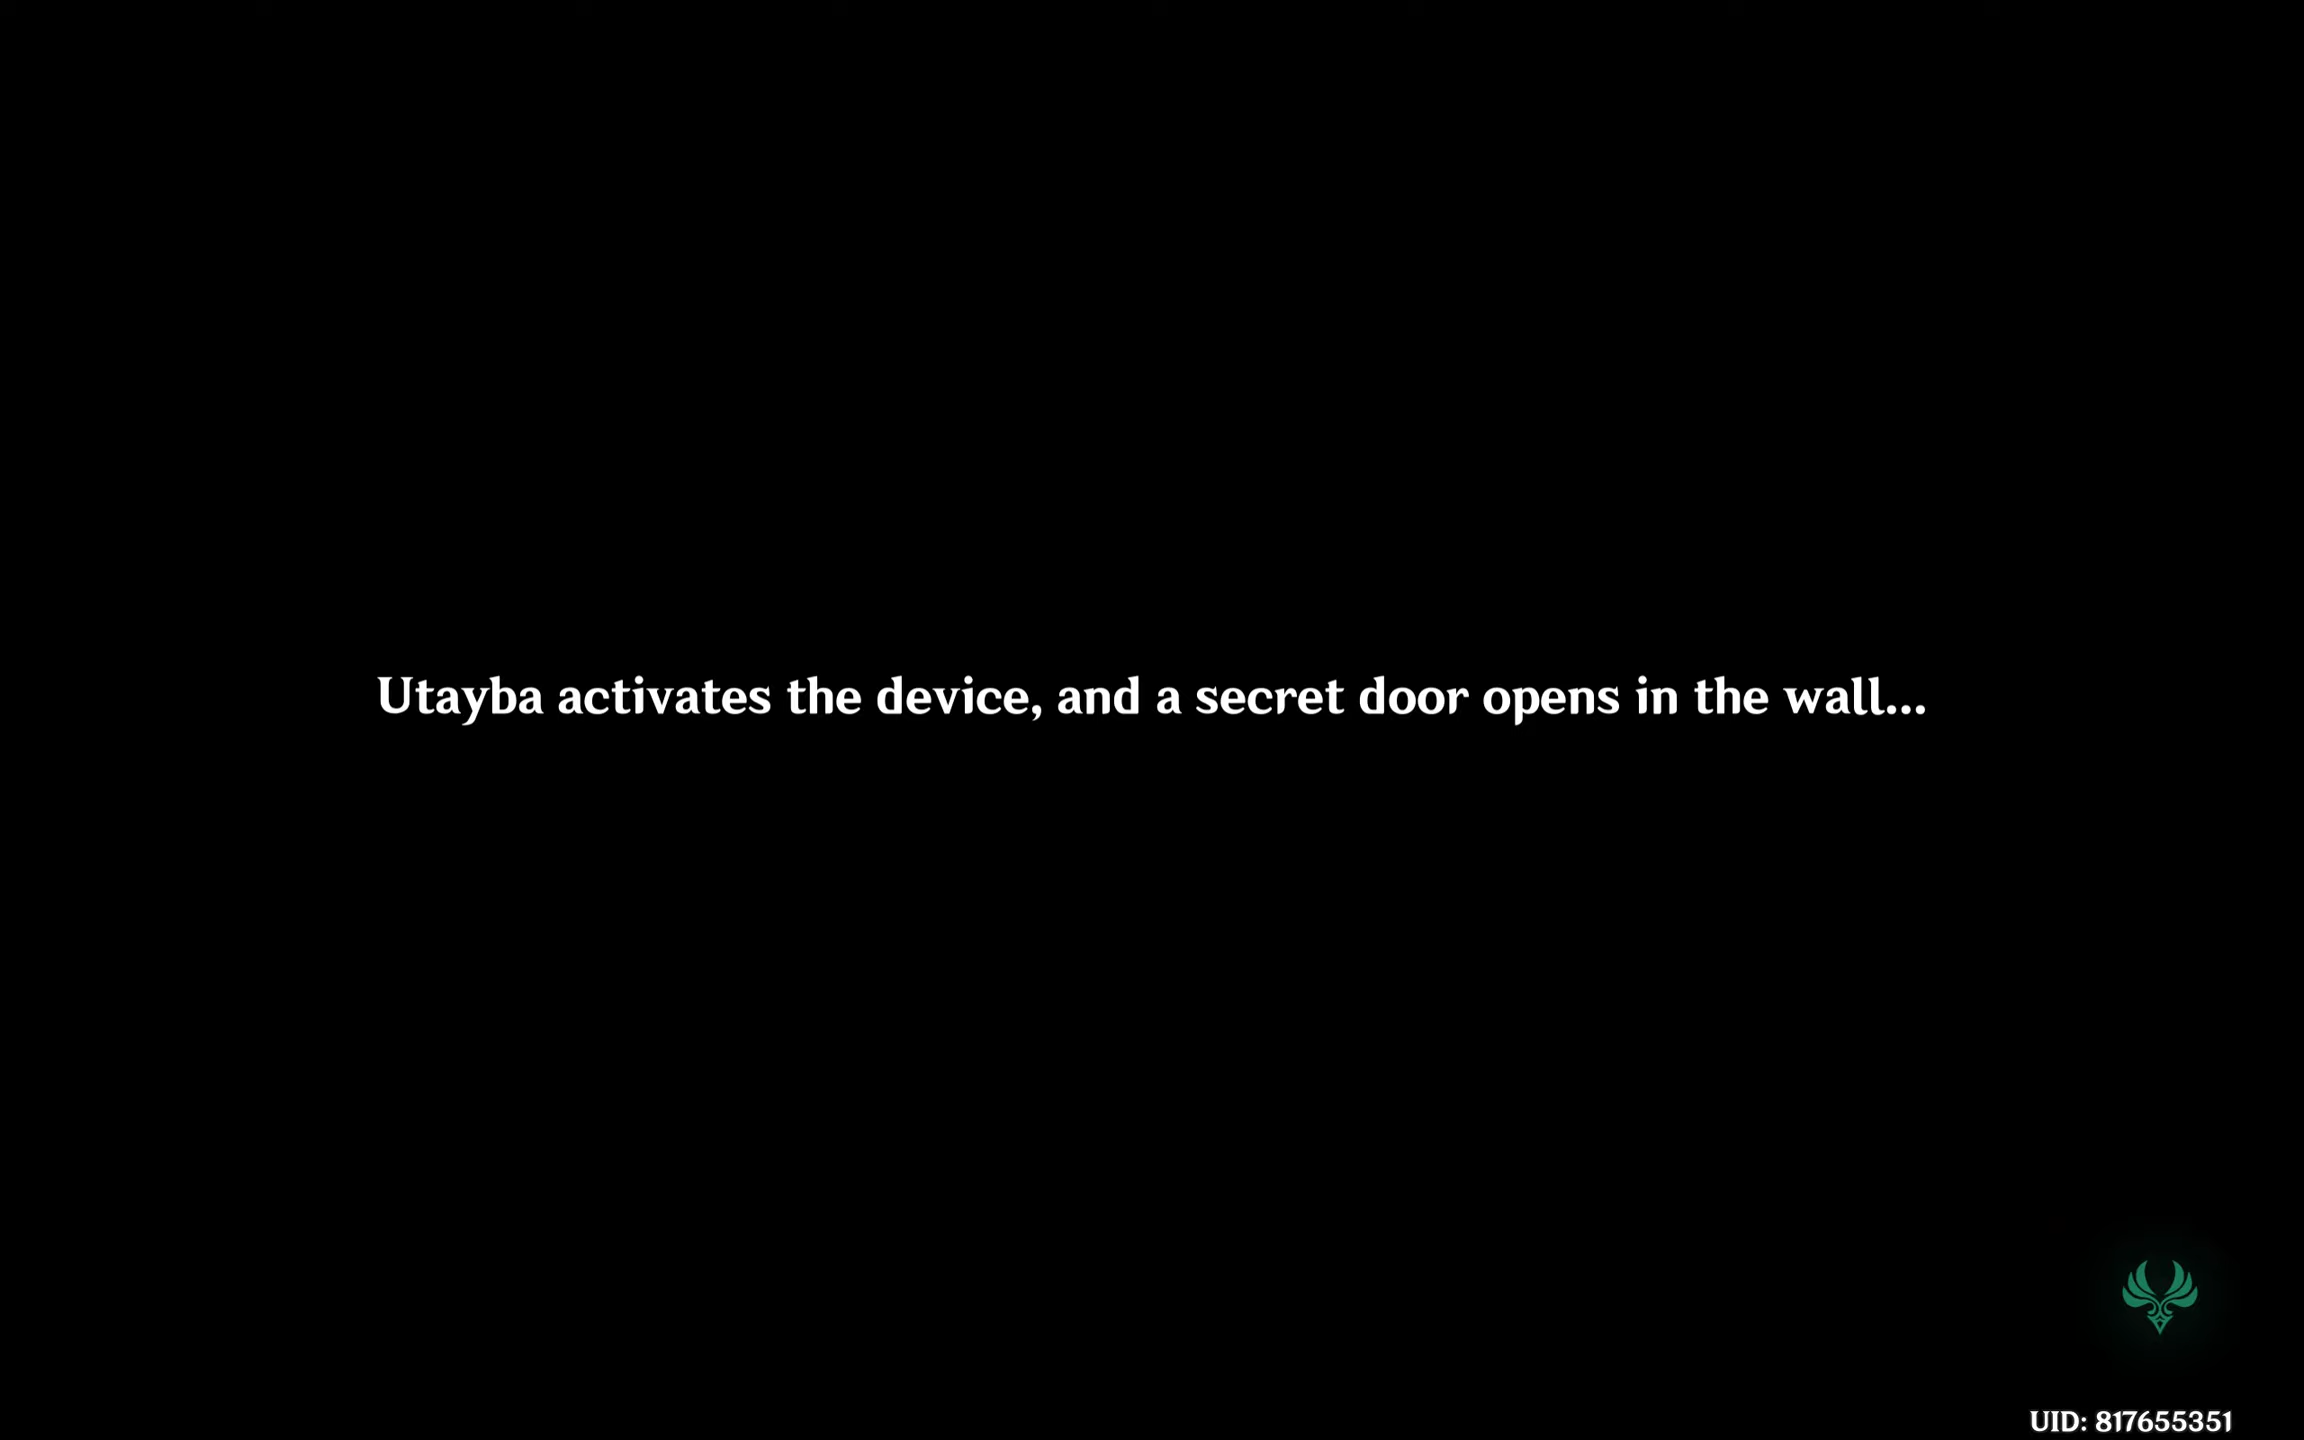 Utayba activates the device, and a secret door opens in the wall...
UID: 817655351